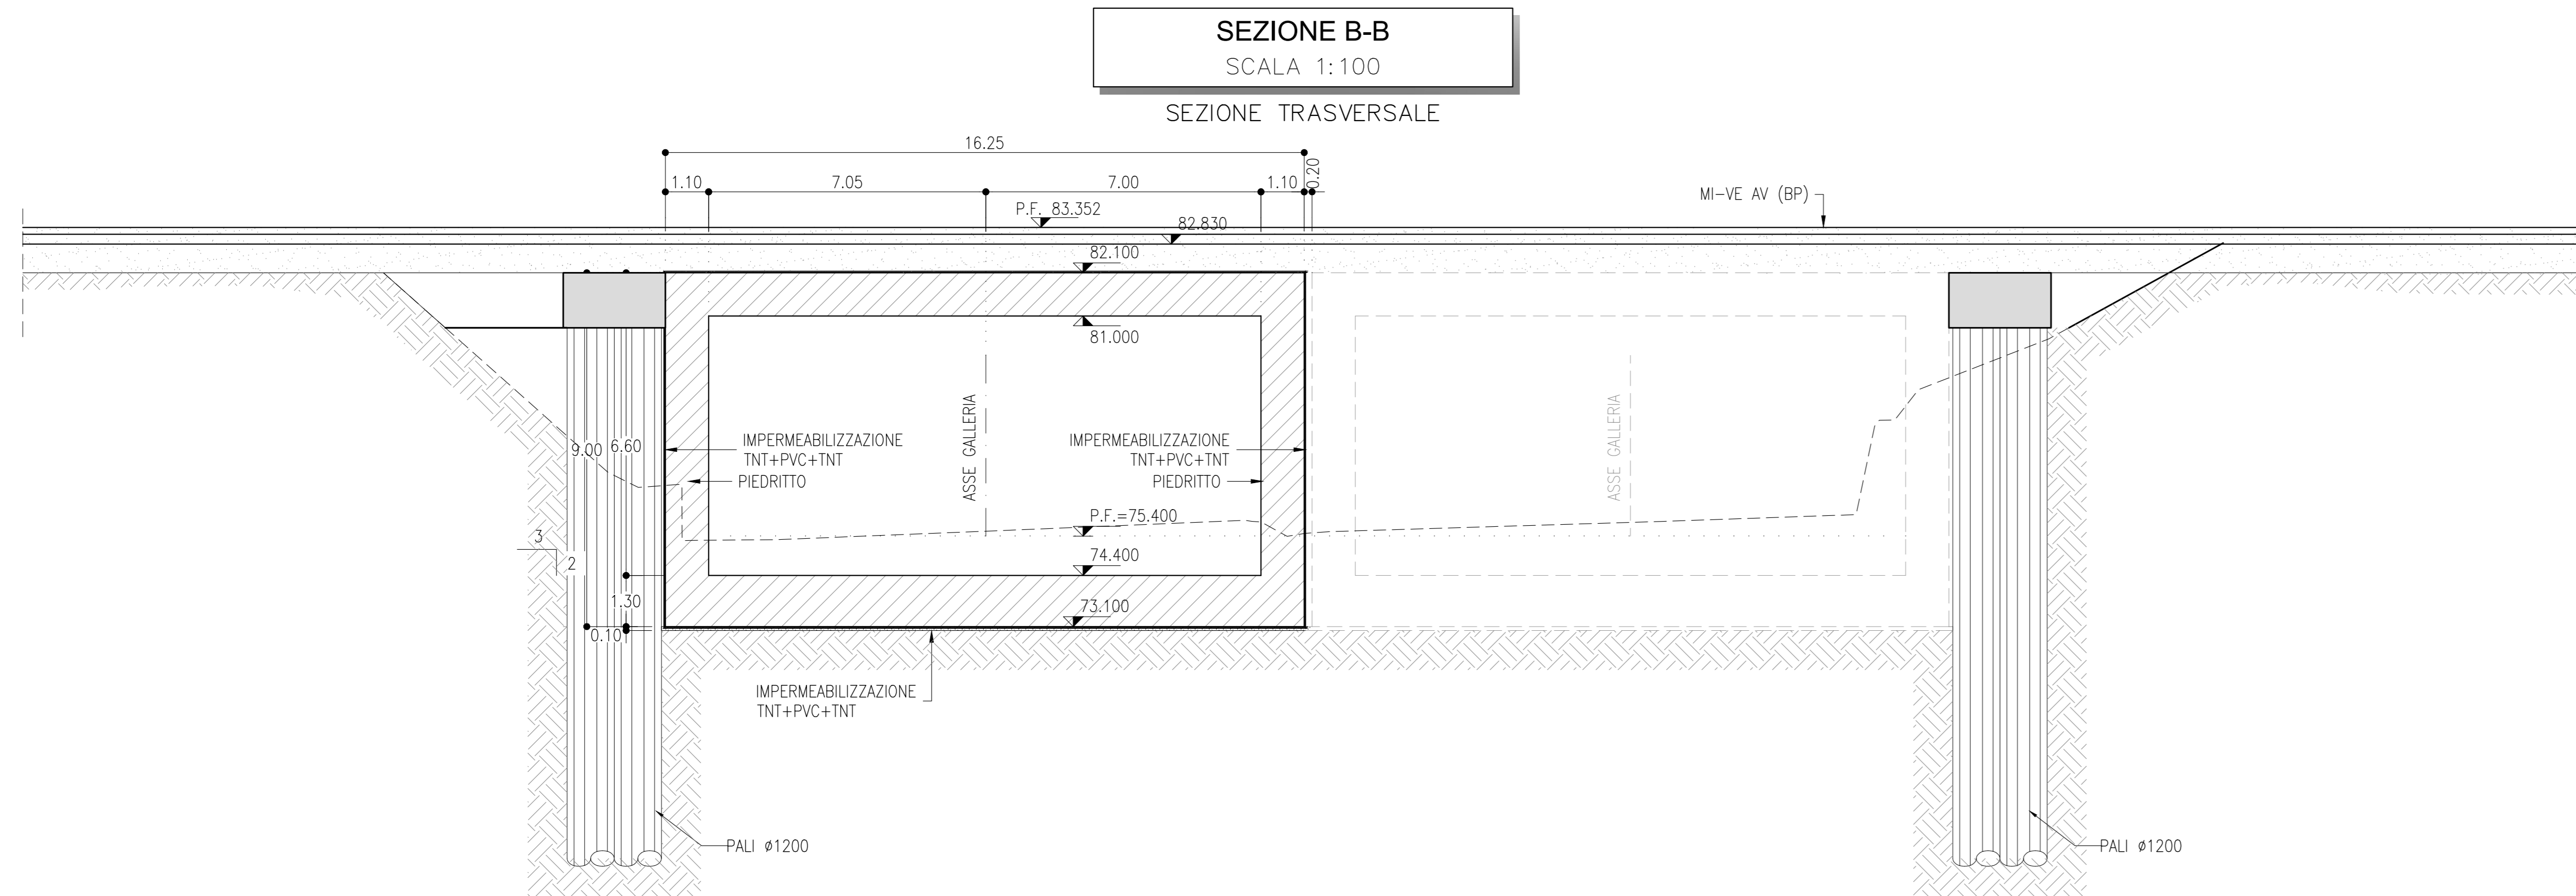 SEZIONE B-B
SCALA 1:100
SEZIONE TRASVERSALE
16.25
0.20
1.10
7.05
7.00
1.10
MI-VE AV (BP)
P.F. 83.352
82.830
82.100
81.000
ASSE GALLERIA
ASSE GALLERIA
IMPERMEABILIZZAZIONE
TNT+PVC+TNT
PIEDRITTO
IMPERMEABILIZZAZIONE
TNT+PVC+TNT
PIEDRITTO
9.00
6.60
P.F.=75.400
3
2
74.400
1.30
73.100
0.10
IMPERMEABILIZZAZIONE
TNT+PVC+TNT
PALI ø1200
PALI ø1200